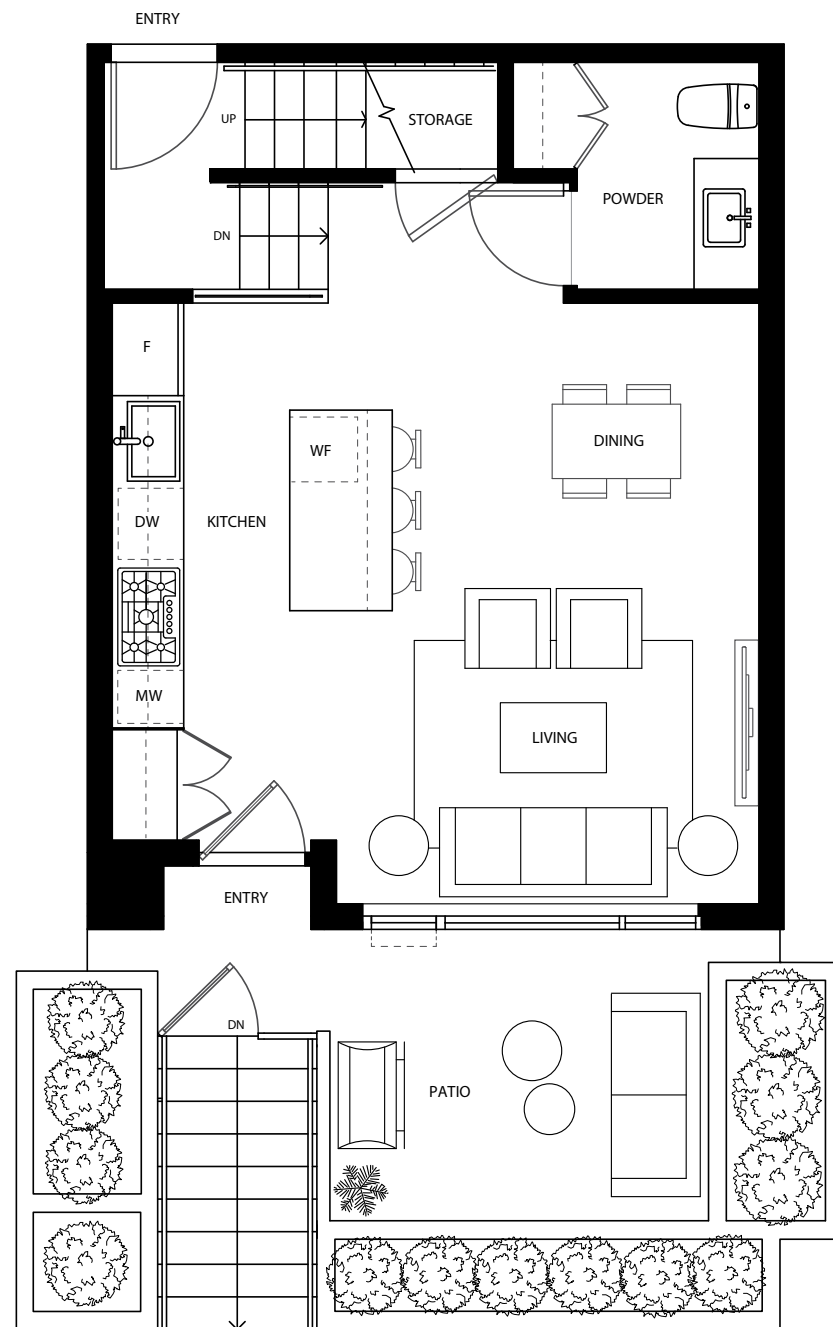 ENTRY
UP
STORAGE
POWDER
DN
F
WF
DINING
DW
KITCHEN
MW
LIVING
ENTRY
DN
PATIO